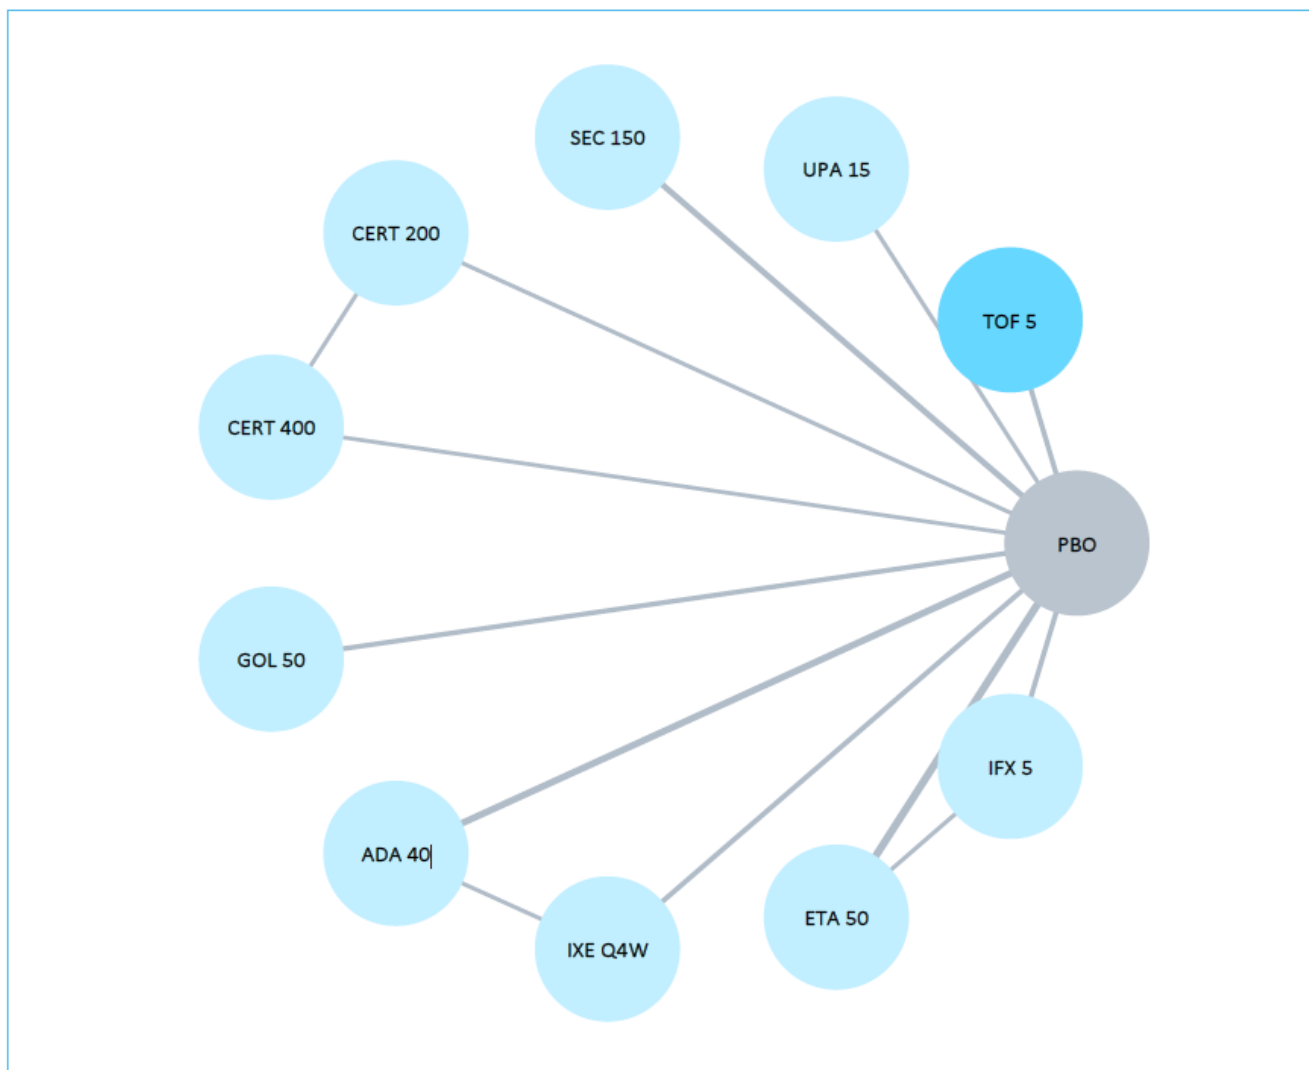 SEC 150
UPA 15
CERT 200
TOF 5
CERT 400
PBO
GOL 50
IFX 5
ADA 40
ETA 50
IXE Q4W